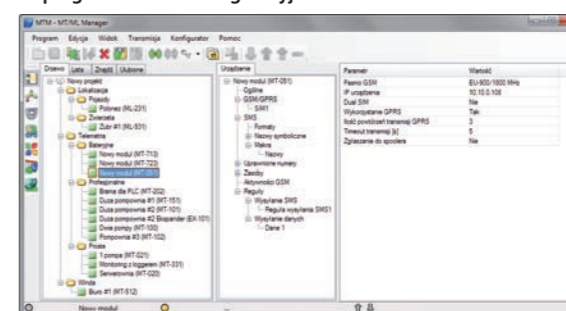 MTM - MT/ML Manager
Program Edycja Widok Transmisja Konfigurator Pomoc
Drzewo Lista Znajdź Ulubione
Nowy projekt
Lokalizacja
Pojazdy
Polonez (ML-231)
Zwierzeta
Żubr #1 (ML-931)
Telemetria
Bateryjne
Nowy moduł (MT-713)
Nowy moduł (MT-723)
Nowy moduł (MT-051)
Profesjonalne
Brama dla PLC (MT-202)
Duża pompownia #1 (MT-151)
Duża pompownia #2 (MT-101)
Duża pompownia #2 Ekspander (EX-101)
Dwie pompy (MT-100)
Pompownia #3 (MT-102)
Proste
1 pompa (MT-021)
Monitoring z loggerem (MT-331)
Serwerownia (MT-020)
Winda
Biuro #1 (MT-512)
Urządzenie
Nowy moduł (MT-051)
Ogólne
GSM/GPRS
SIM1
SMS
Formaty
Nazwy symboliczne
Makra
Nazwy
Uprawnione numery
Zasoby
Aktywności GSM
Reguły
Wysyłanie SMS
Reguła wysyłania SMS1
Wysyłanie danych
Dane 1
Parametr Wartość
Pasmo GSM EU-900/1800 MHz
IP urządzenia 10.10.0.108
Dual SIM Nie
Wykorzystanie GPRS Tak
Ilość powtórzeń transmisji GPRS 3
Timeout transmisji [s] 5
Zgłaszanie do spoolera Nie
Nowy moduł